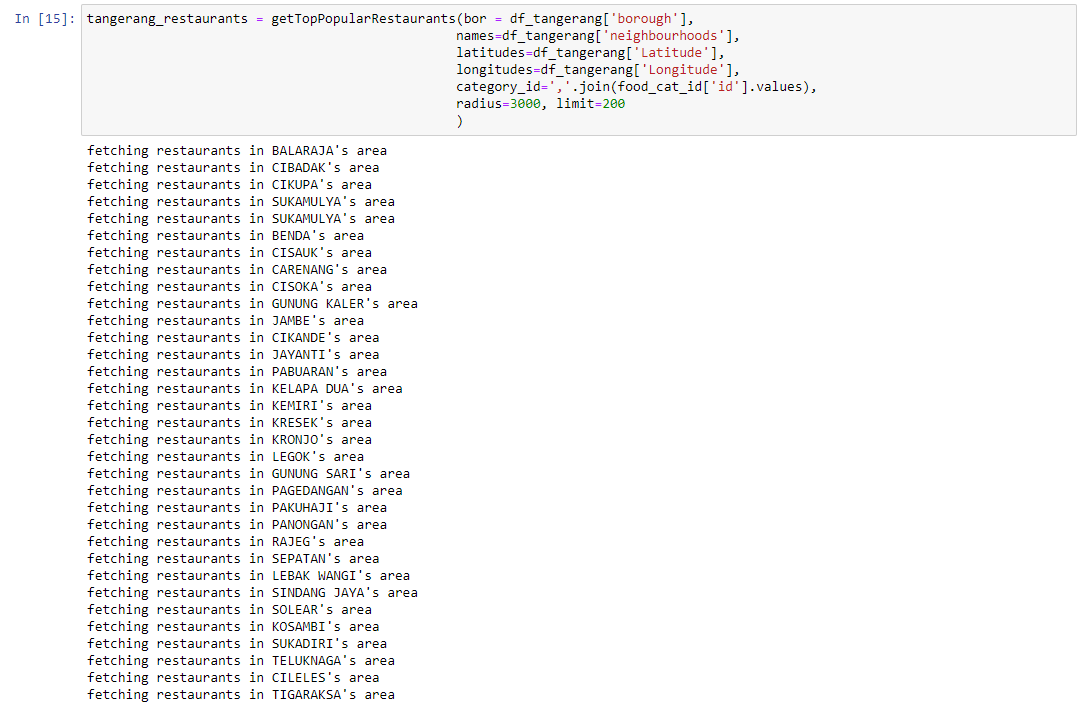 In [15]: tangerang_restaurants = getTopPopularRestaurants(bor = df_tangerang['borough'],
names=df_tangerang['neighbourhoods'],
latitudes=df_tangerang['Latitude'],
longitudes=df_tangerang['Longitude'],
category_id=','.join(food_cat_id['id'].values),
radius=3000, limit=200
)
fetching restaurants in BALARAJA's area
fetching restaurants in CIBADAK's area
fetching restaurants in CIKUPA's area
fetching restaurants in SUKAMULYA's area
fetching restaurants in SUKAMULYA's area
fetching restaurants in BENDA's area
fetching restaurants in CISAUK's area
fetching restaurants in CARENANG's area
fetching restaurants in CISOKA's area
fetching restaurants in GUNUNG KALER's area
fetching restaurants in JAMBE's area
fetching restaurants in CIKANDE's area
fetching restaurants in JAYANTI's area
fetching restaurants in PABUARAN's area
fetching restaurants in KELAPA DUA's area
fetching restaurants in KEMIRI's area
fetching restaurants in KRESEK's area
fetching restaurants in KRONJO's area
fetching restaurants in LEGOK's area
fetching restaurants in GUNUNG SARI's area
fetching restaurants in PAGEDANGAN's area
fetching restaurants in PAKUHAJI's area
fetching restaurants in PANONGAN's area
fetching restaurants in RAJEG's area
fetching restaurants in SEPATAN's area
fetching restaurants in LEBAK WANGI's area
fetching restaurants in SINDANG JAYA's area
fetching restaurants in SOLEAR's area
fetching restaurants in KOSAMBI's area
fetching restaurants in SUKADIRI's area
fetching restaurants in TELUKNAGA's area
fetching restaurants in CILELES's area
fetching restaurants in TIGARAKSA's area